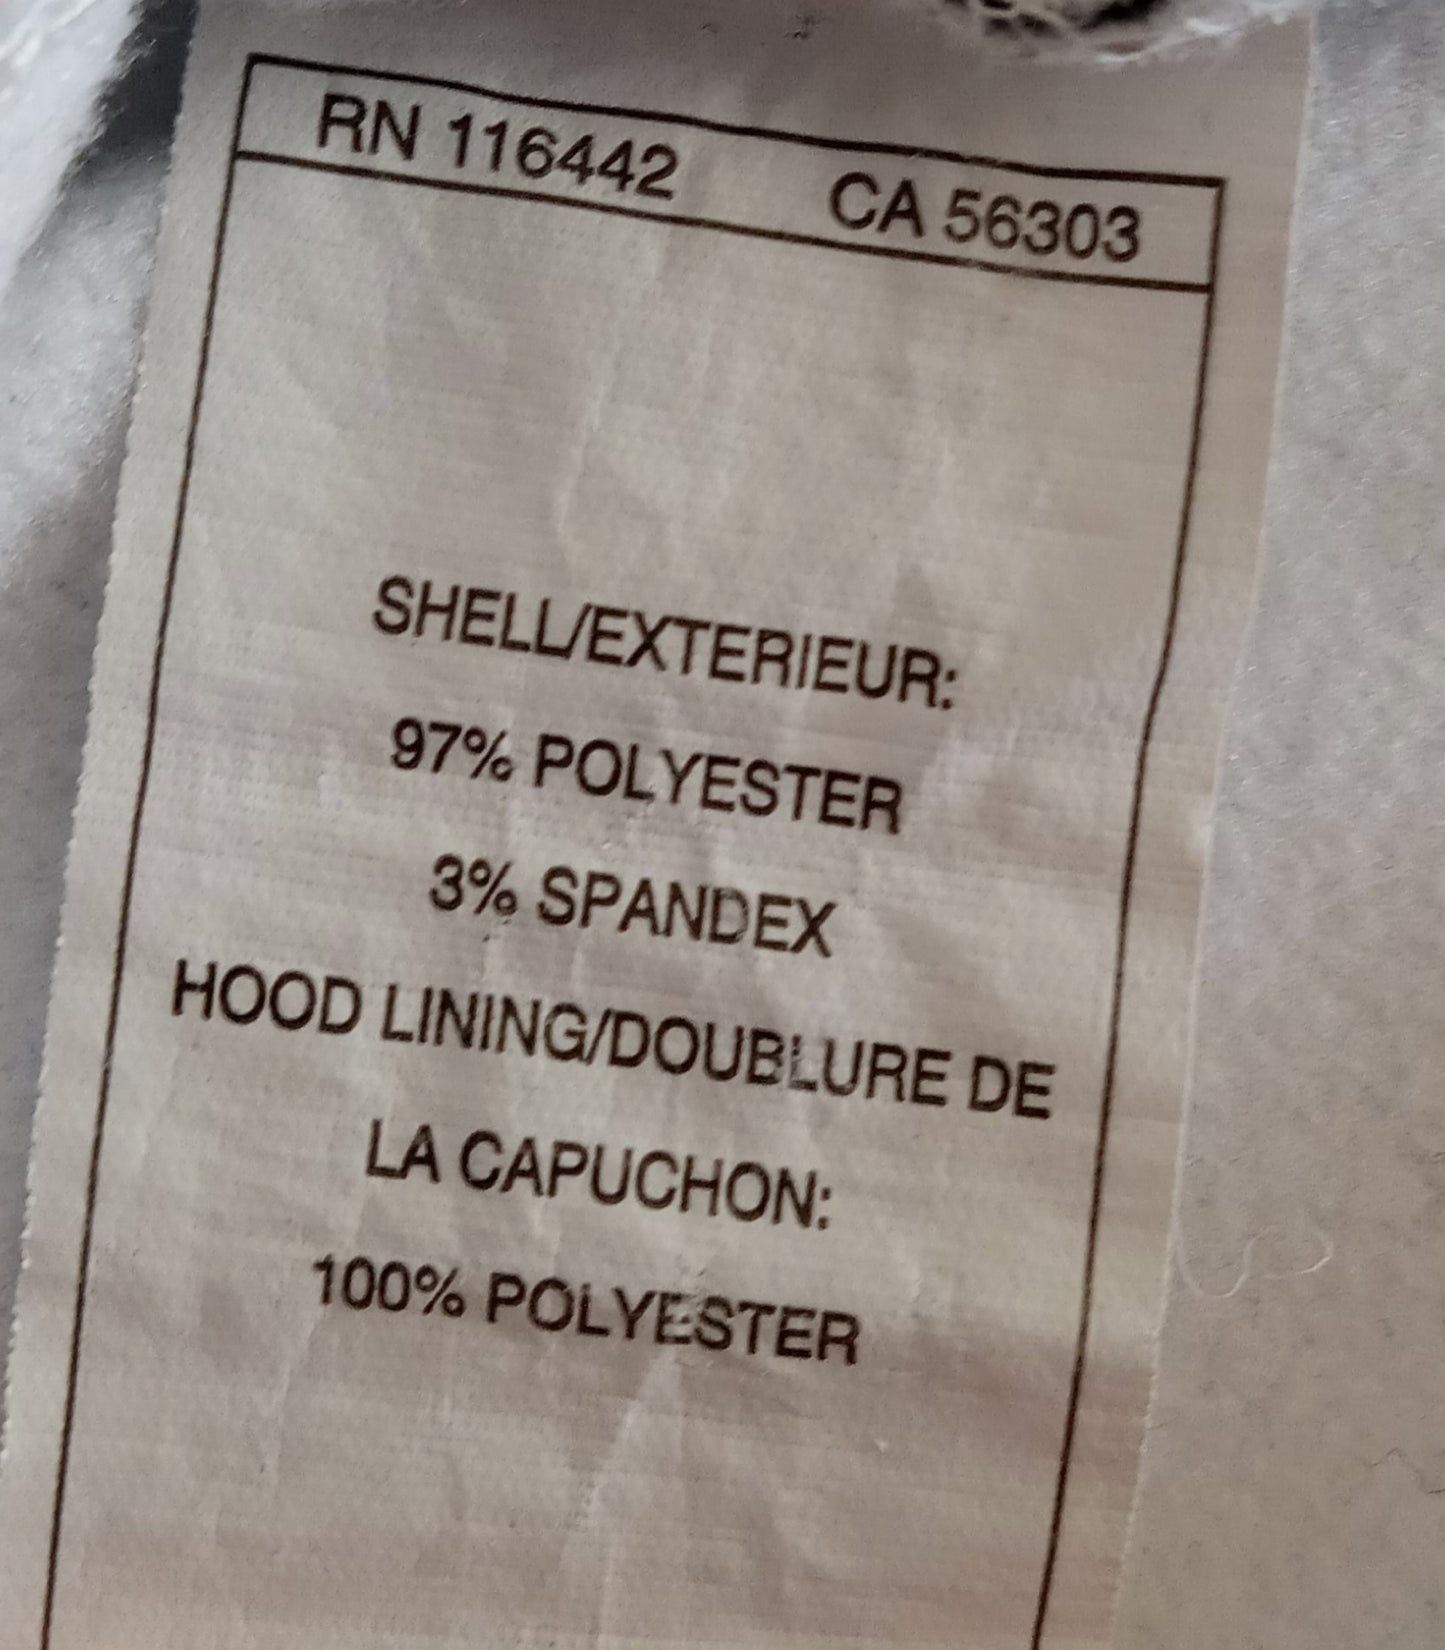 RN 116442 CA 56303
SHELL/EXTERIEUR:
97% POLYESTER
3% SPANDEX
HOOD LINING/DOUBLURE DE
LA CAPUCHON:
100% POLYESTER